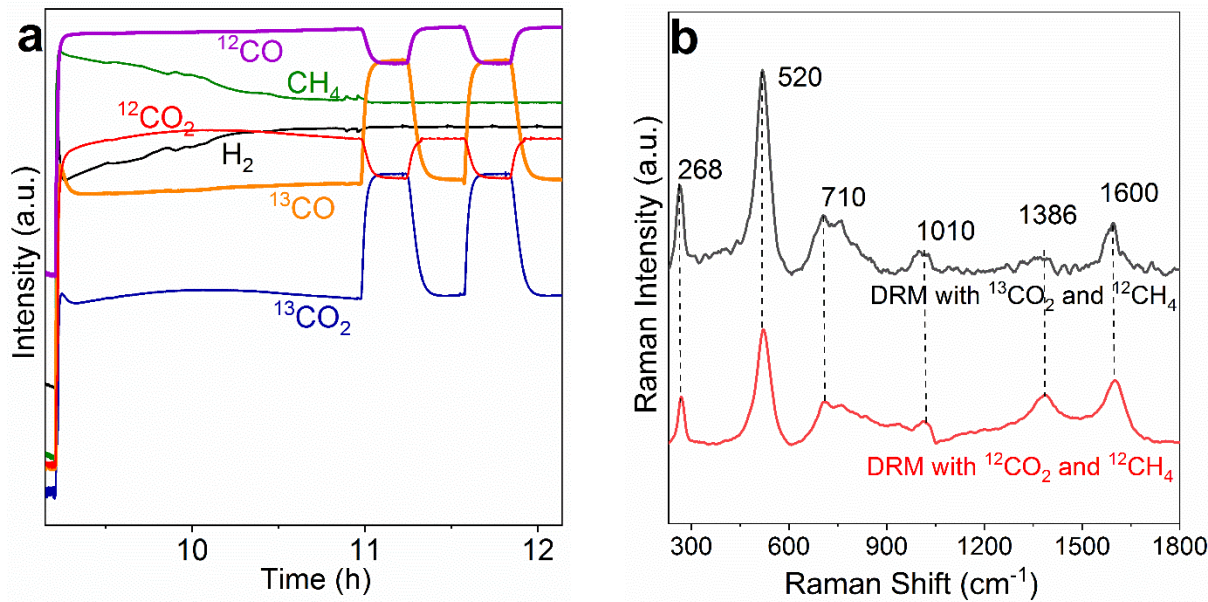 a
¹²CO
CH₄
¹²CO₂
H₂
¹³CO
¹³CO₂
Intensity (a.u.)
10
11
12
Time (h)
b
520
268
710
1010
1386
1600
DRM with ¹³CO₂ and ¹²CH₄
DRM with ¹²CO₂ and ¹²CH₄
Raman Intensity (a.u.)
300
600
900
1200
1500
1800
Raman Shift (cm⁻¹)